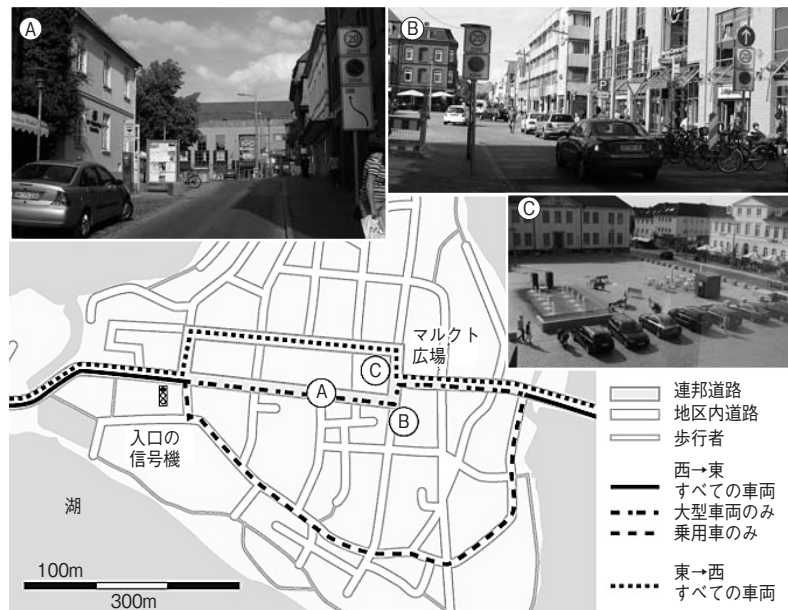 A
20
B
20
C
マルクト
広場
C
A
B
入口の
信号機
湖
100m
300m
連邦道路
地区内道路
歩行者
西→東
すべての車両
大型車両のみ
乗用車のみ
東→西
すべての車両